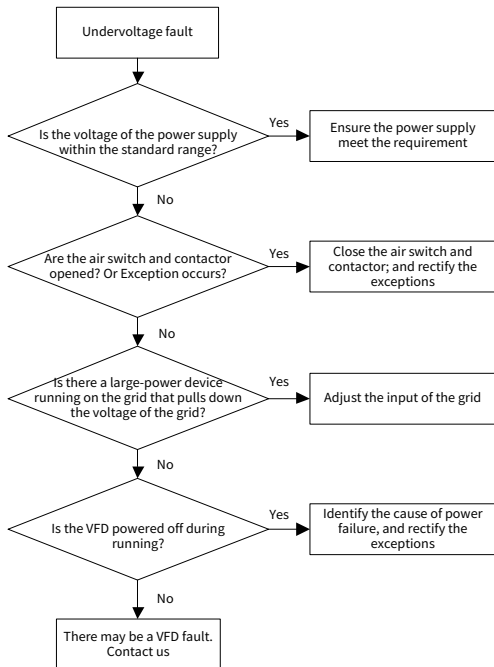 Undervoltage fault
Is the voltage of the power supply
within the standard range?
Yes
Ensure the power supply
meet the requirement
No
Are the air switch and contactor
opened? Or Exception occurs?
Yes
Close the air switch and
contactor; and rectify the
exceptions
No
Is there a large-power device
running on the grid that pulls down
the voltage of the grid?
Yes
Adjust the input of the grid
No
Is the VFD powered off during
running?
Yes
Identify the cause of power
failure, and rectify the
exceptions
No
There may be a VFD fault.
Contact us